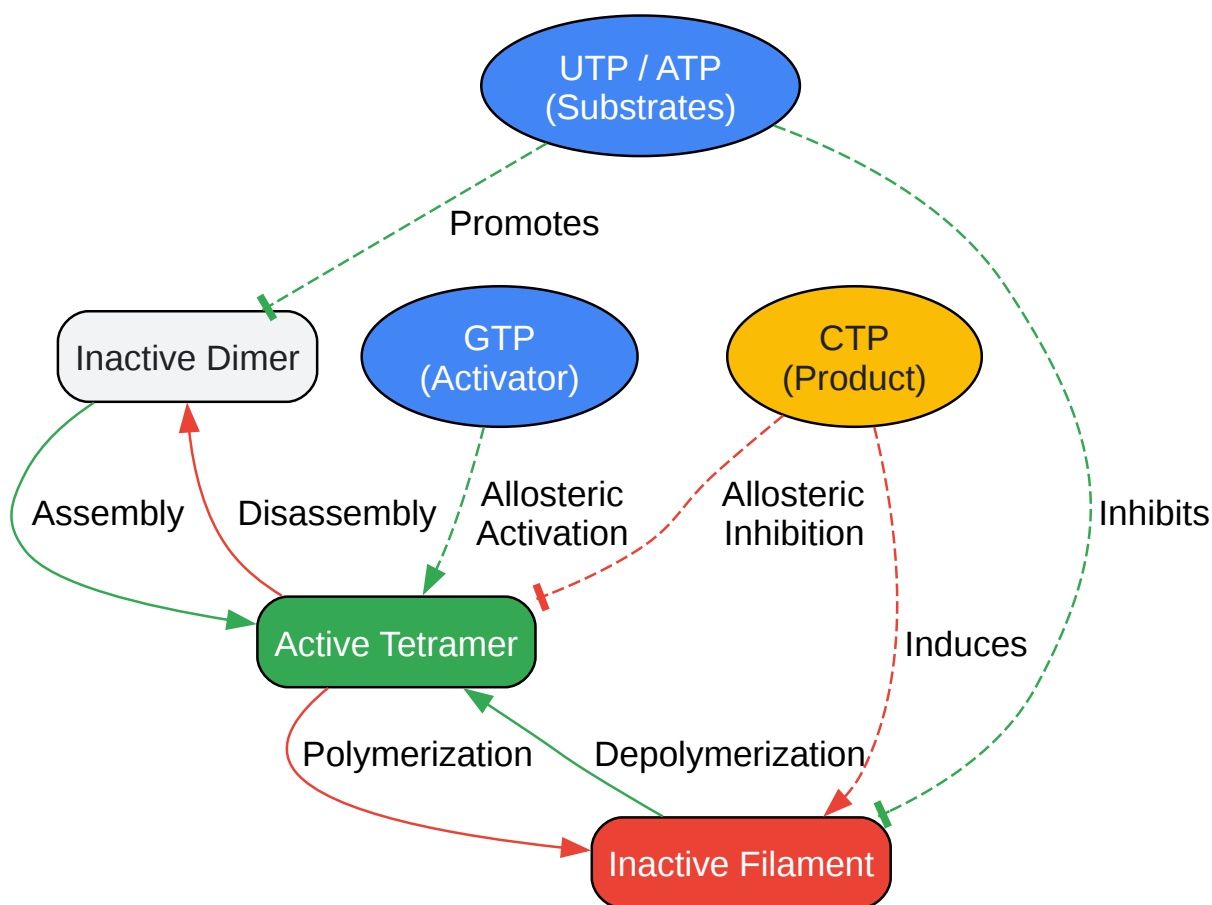 UTP / ATP
(Substrates)
Promotes
Inactive Dimer
GTP
(Activator)
CTP
(Product)
Assembly
Disassembly
Allosteric
Activation
Allosteric
Inhibition
Inhibits
Active Tetramer
Induces
Polymerization
Depolymerization
Inactive Filament